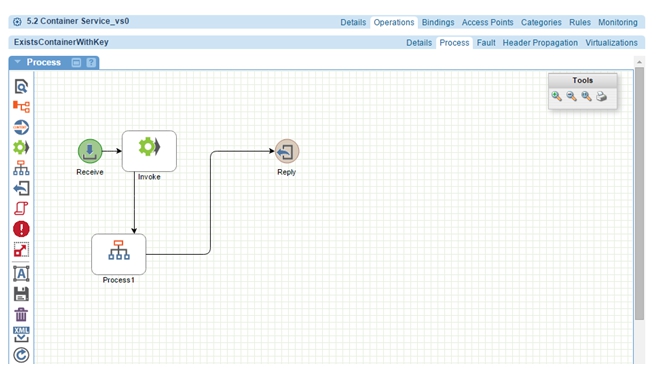 5.2 Container Service_vs0 Details Operations Bindings Access Points Categories Rules Monitoring
ExistsContainerWithKey Details Process Fault Header Propagation Virtualizations
Process
Tools
Receive
Invoke
Reply
Process1
A
XML